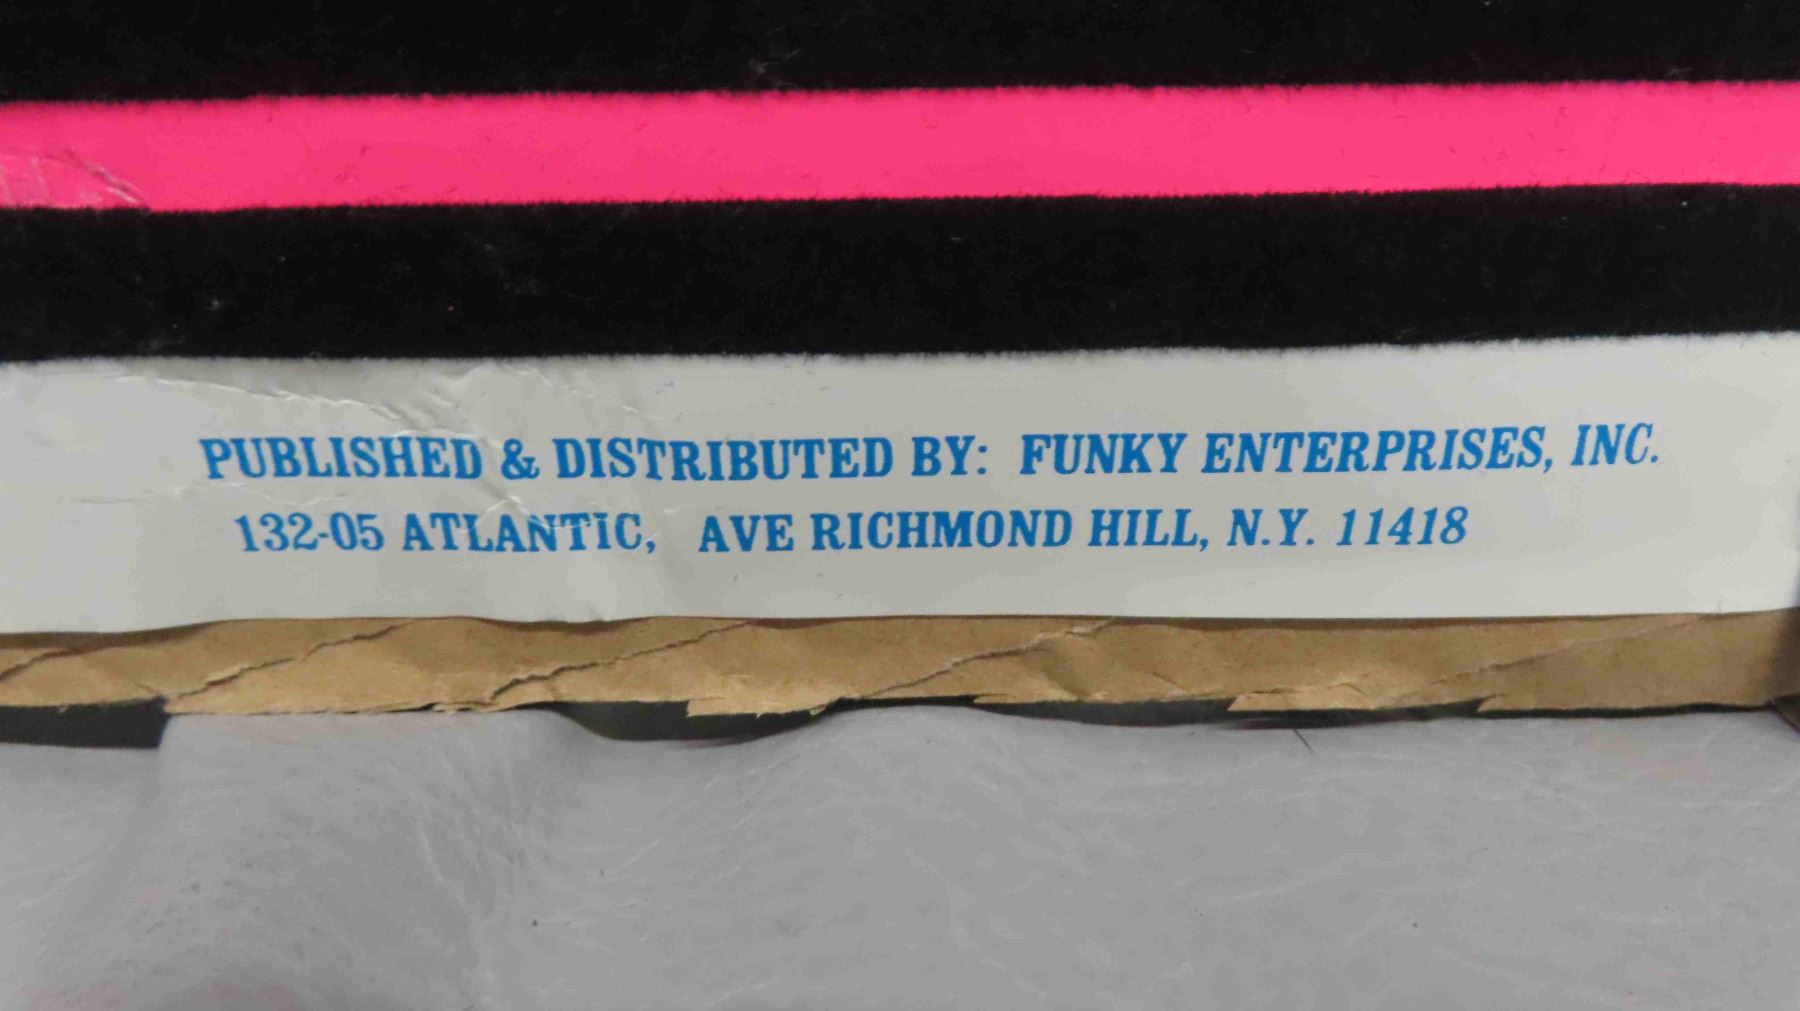 PUBLISHED & DISTRIBUTED BY: FUNKY ENTERPRISES, INC.
132-05 ATLANTIC, AVE RICHMOND HILL, N.Y. 11418